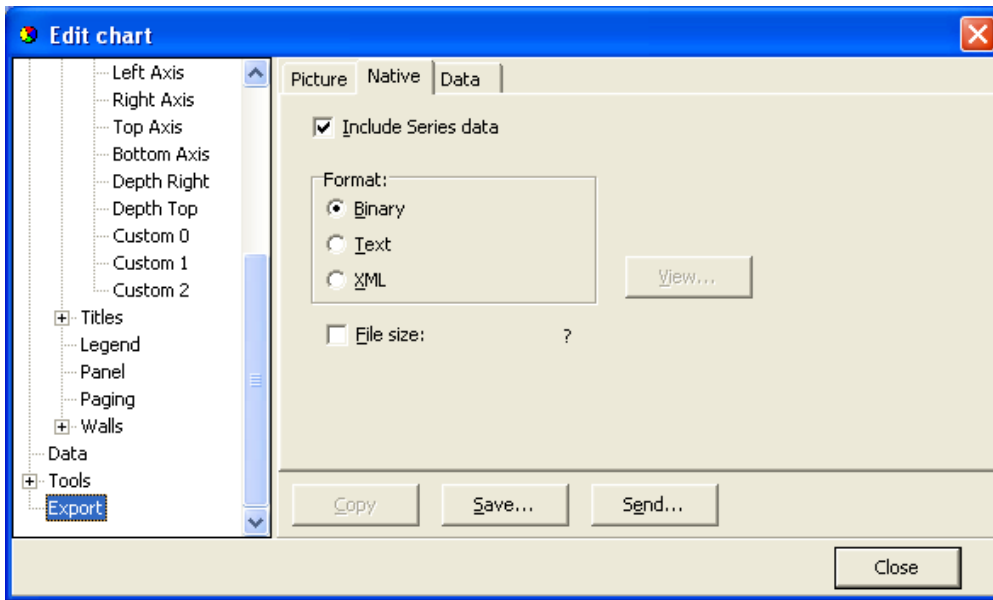 Edit chart
Left Axis
Right Axis
Top Axis
Bottom Axis
Depth Right
Depth Top
Custom 0
Custom 1
Custom 2
Titles
Legend
Panel
Paging
Walls
Data
Tools
Export
Picture Native Data
Include Series data
Format:
Binary
Text
XML
View...
File size: ?
Copy Save... Send...
Close